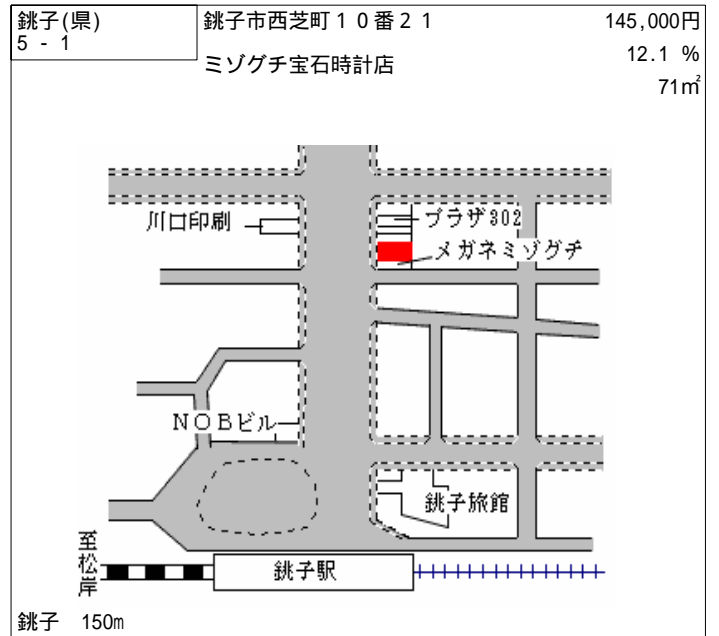 銚子(県)
5 - 1
銚子市西芝町１０番２１
ミゾグチ宝石時計店
145,000円
12.1 %
71㎡
川口印刷
プラザ302
メガネミゾグチ
NOBビル
銚子旅館
至松岸
銚子駅
銚子 150m